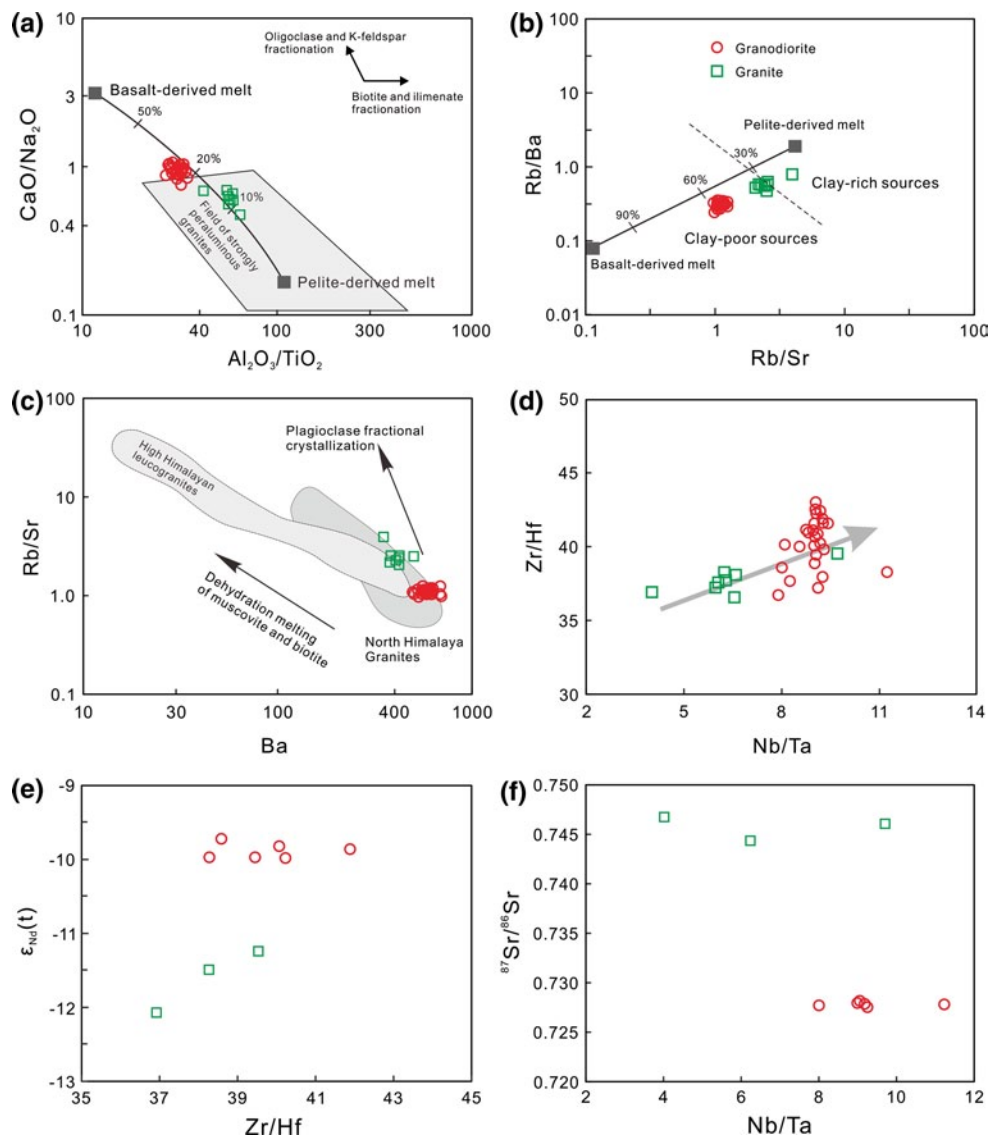 (a)
10
3
1
0.4
0.1
CaO/Na₂O
Oligoclase and K-feldspar
fractionation
Biotite and ilimenate
fractionation
Basalt-derived melt
50%
20%
10%
Field of strongly
peraluminous
granites
Pelite-derived melt
10
40
100
300
1000
Al₂O₃/TiO₂
(b)
100
10
1.0
0.1
0.01
Rb/Ba
Granodiorite
Granite
Pelite-derived melt
30%
60%
90%
Clay-rich sources
Clay-poor sources
Basalt-derived melt
0.1
1
10
100
Rb/Sr
(c)
100
10
1.0
0.1
Rb/Sr
High Himalayan
leucogranites
Plagioclase fractional
crystallization
Dehydration melting
of muscovite and biotite
North Himalaya
Granites
10
30
100
400
1000
Ba
(d)
50
45
40
35
30
Zr/Hf
2
5
8
11
14
Nb/Ta
(e)
-9
-10
-11
-12
-13
εNd(t)
35
37
39
41
43
45
Zr/Hf
(f)
0.750
0.745
0.740
0.735
0.730
0.725
0.720
⁸⁷Sr/⁸⁶Sr
2
4
6
8
10
12
Nb/Ta